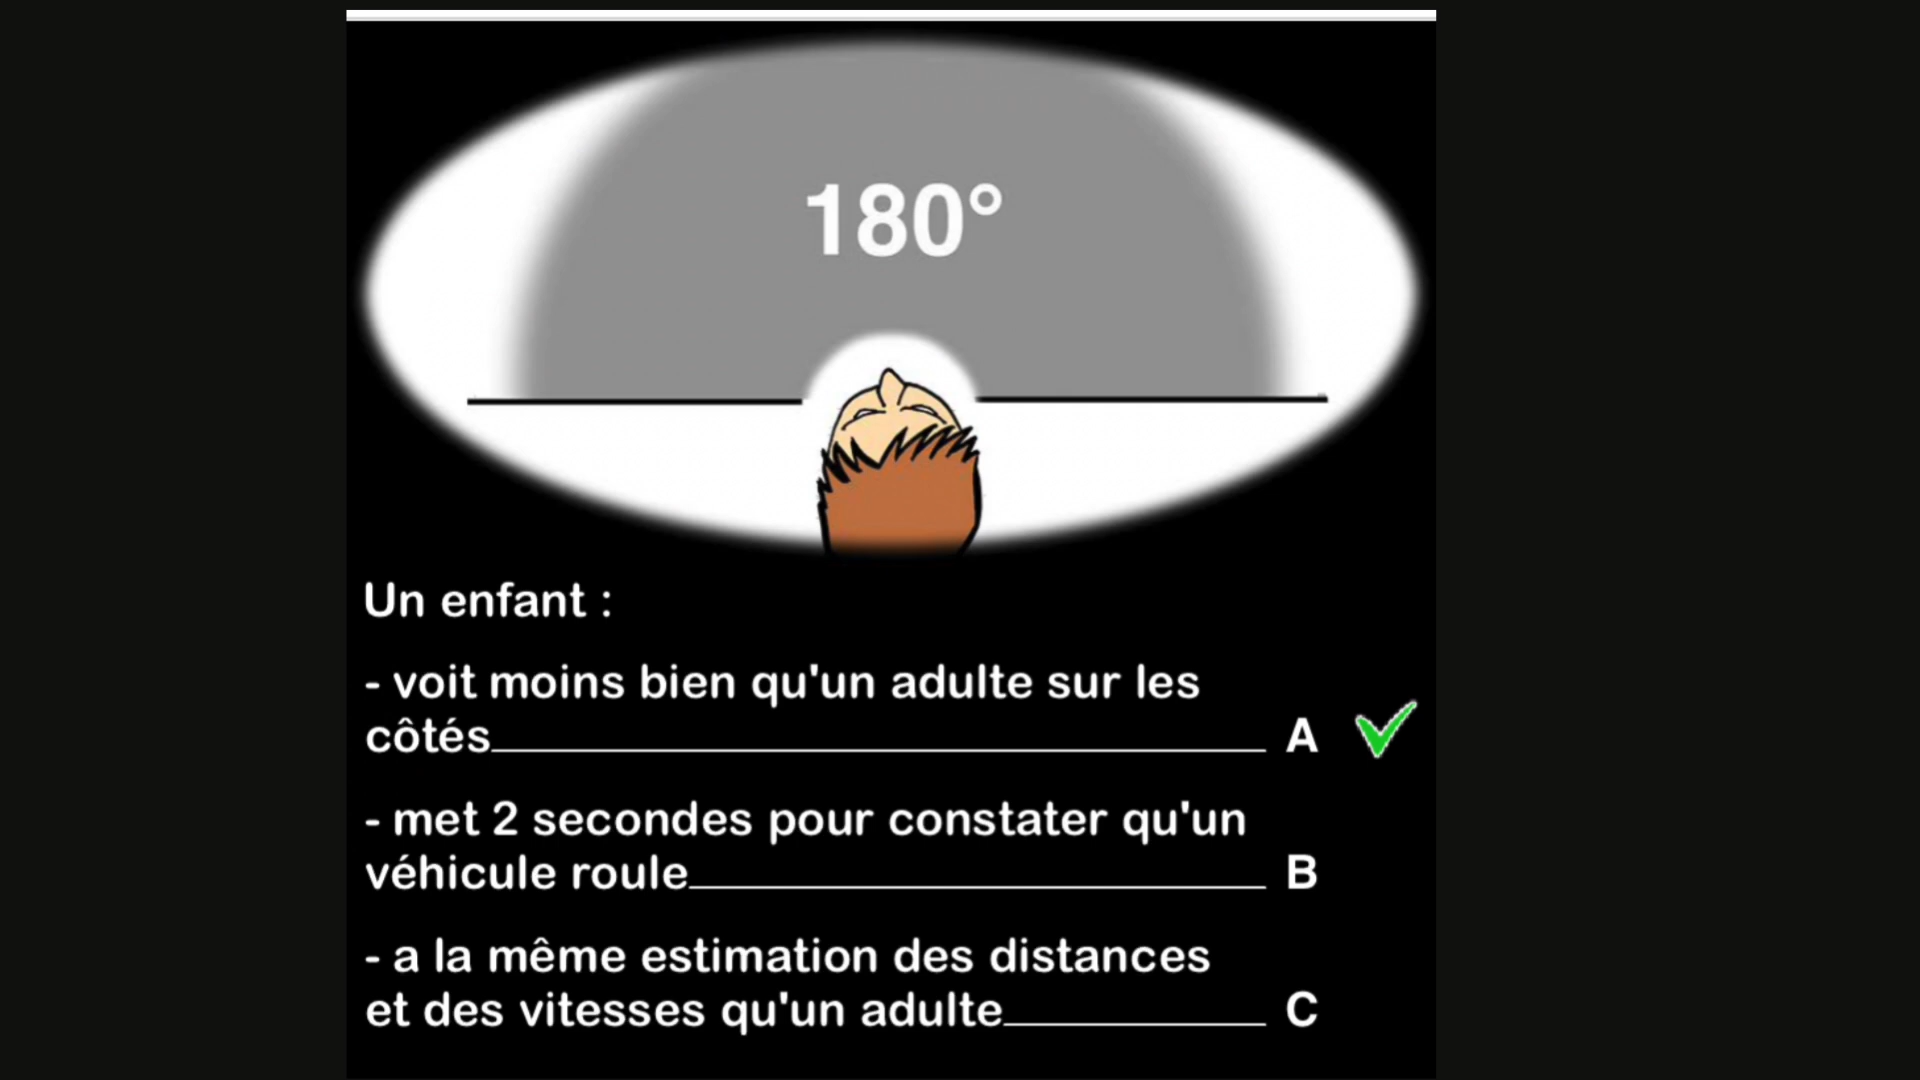 180°
Un enfant :
- voit moins bien qu'un adulte sur les
côtés A
- met 2 secondes pour constater qu'un
véhicule roule B
- a la même estimation des distances
et des vitesses qu'un adulte C